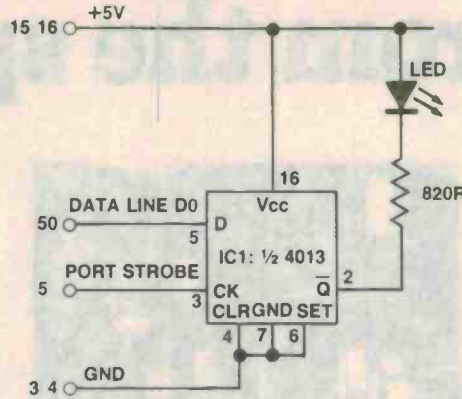 +5V
15 16
LED
820R
16
Vcc
DATA LINE D0
50
5
D
IC1: ½ 4013
PORT STROBE
5
3
CK
Q̅
2
CLR GND SET
4 7 6
3 4 GND